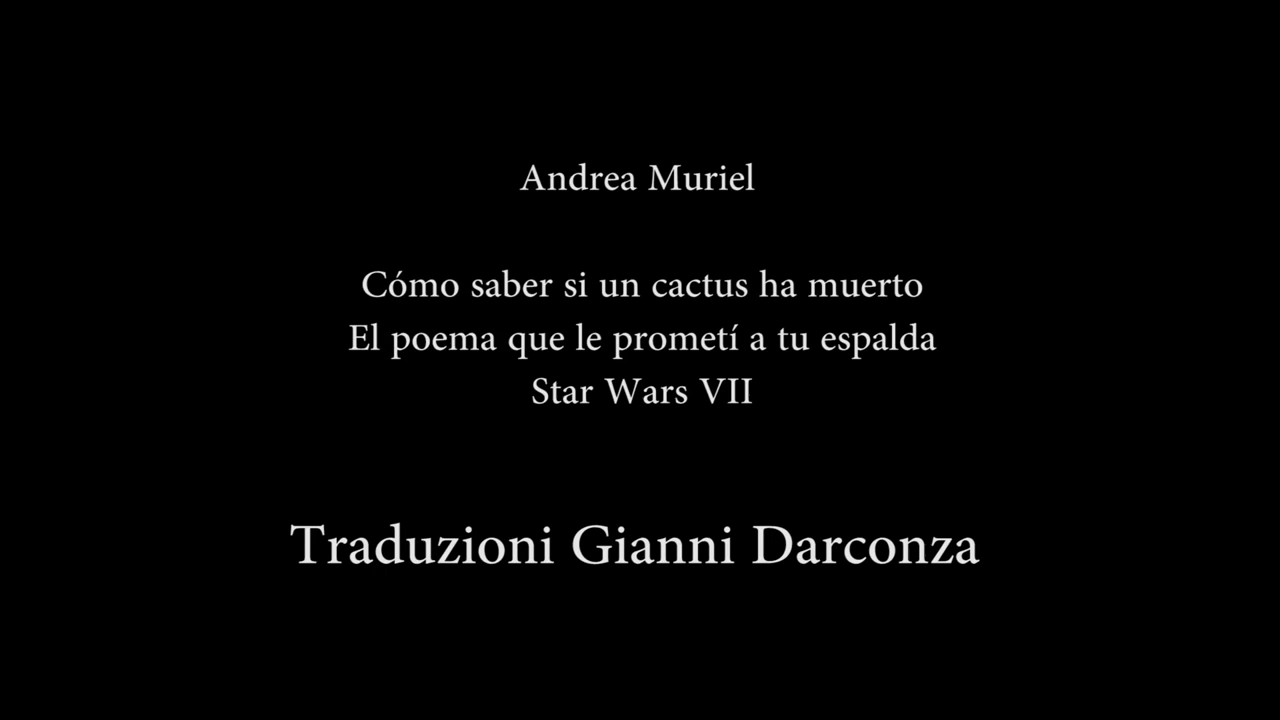 Andrea Muriel
Cómo saber si un cactus ha muerto
El poema que le prometí a tu espalda
Star Wars VII
Traduzioni Gianni Darconza